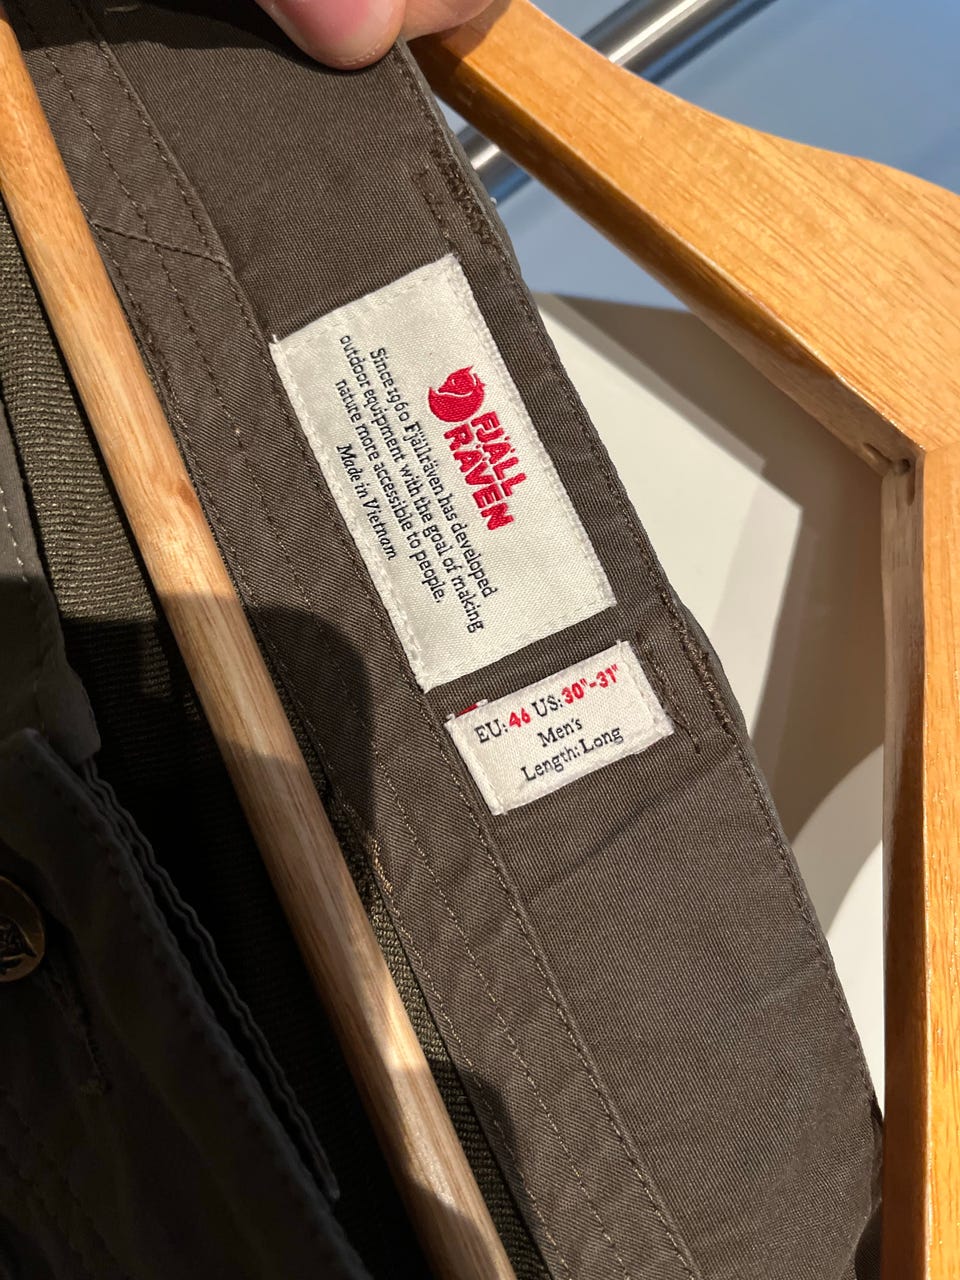 FJÄLL
RÄVEN
Since 1960 Fjällräven has developed
outdoor equipment with the goal of making
nature more accessible to people.
Made in Vietnam
EU: 46 US: 30"-31"
Men's
Length: Long